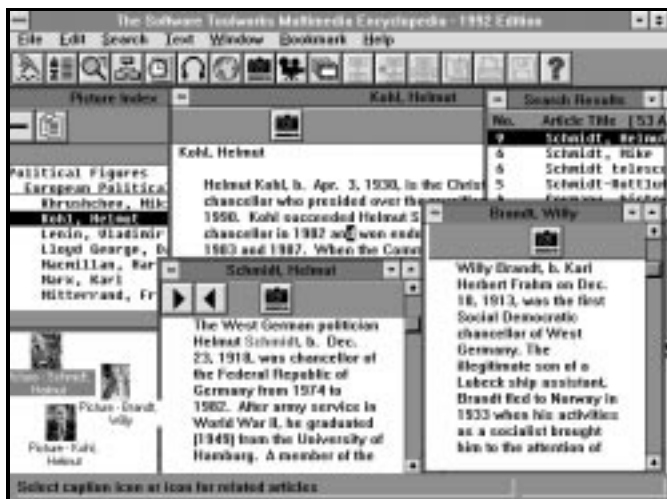 The Software Toolworks Multimedia Encyclopedia - 1992 Edition
File Edit Search Text Window Bookmark Help
Picture Index
Kohl, Helmut
Search Results
No. Article Title (53 A
9 Schmidt, Helmut
6 Schmidt, Mike
6 Schmidt telesco
5 Schmidt-Rottluf
Political Figures
European Political
Khrushchev, Nik
Kohl, Helmut
Lenin, Vladimir
Lloyd George, D
Macmillan, Har
Marx, Karl
Mitterrand, Fr
Kohl, Helmut
Helmut Kohl, b. Apr. 3, 1930, is the Christ
chancellor who presided over the
1990. Kohl succeeded Helmut S
chancellor in 1982 and won ende
1983 and 1987. When the Comm
Schmidt, Helmut
The West German politician
Helmut Schmidt, b. Dec.
23, 1918, was chancellor of
the Federal Republic of
Germany from 1974 to
1982. After army service in
World War II, he graduated
(1949) from the University of
Hamburg. A member of the
Brandt, Willy
Willy Brandt, b. Karl
Herbert Frahm on Dec.
18, 1913, was the first
Social Democratic
chancellor of West
Germany. The
illegitimate son of a
Lubeck ship assistant,
Brandt fled to Norway in
1933 when his activities
as a socialist brought
him to the attention of
Picture - Schmidt,
Helmut
Picture - Brandt,
Willy
Picture - Kohl,
Helmut
Select caption icon or icon for related articles